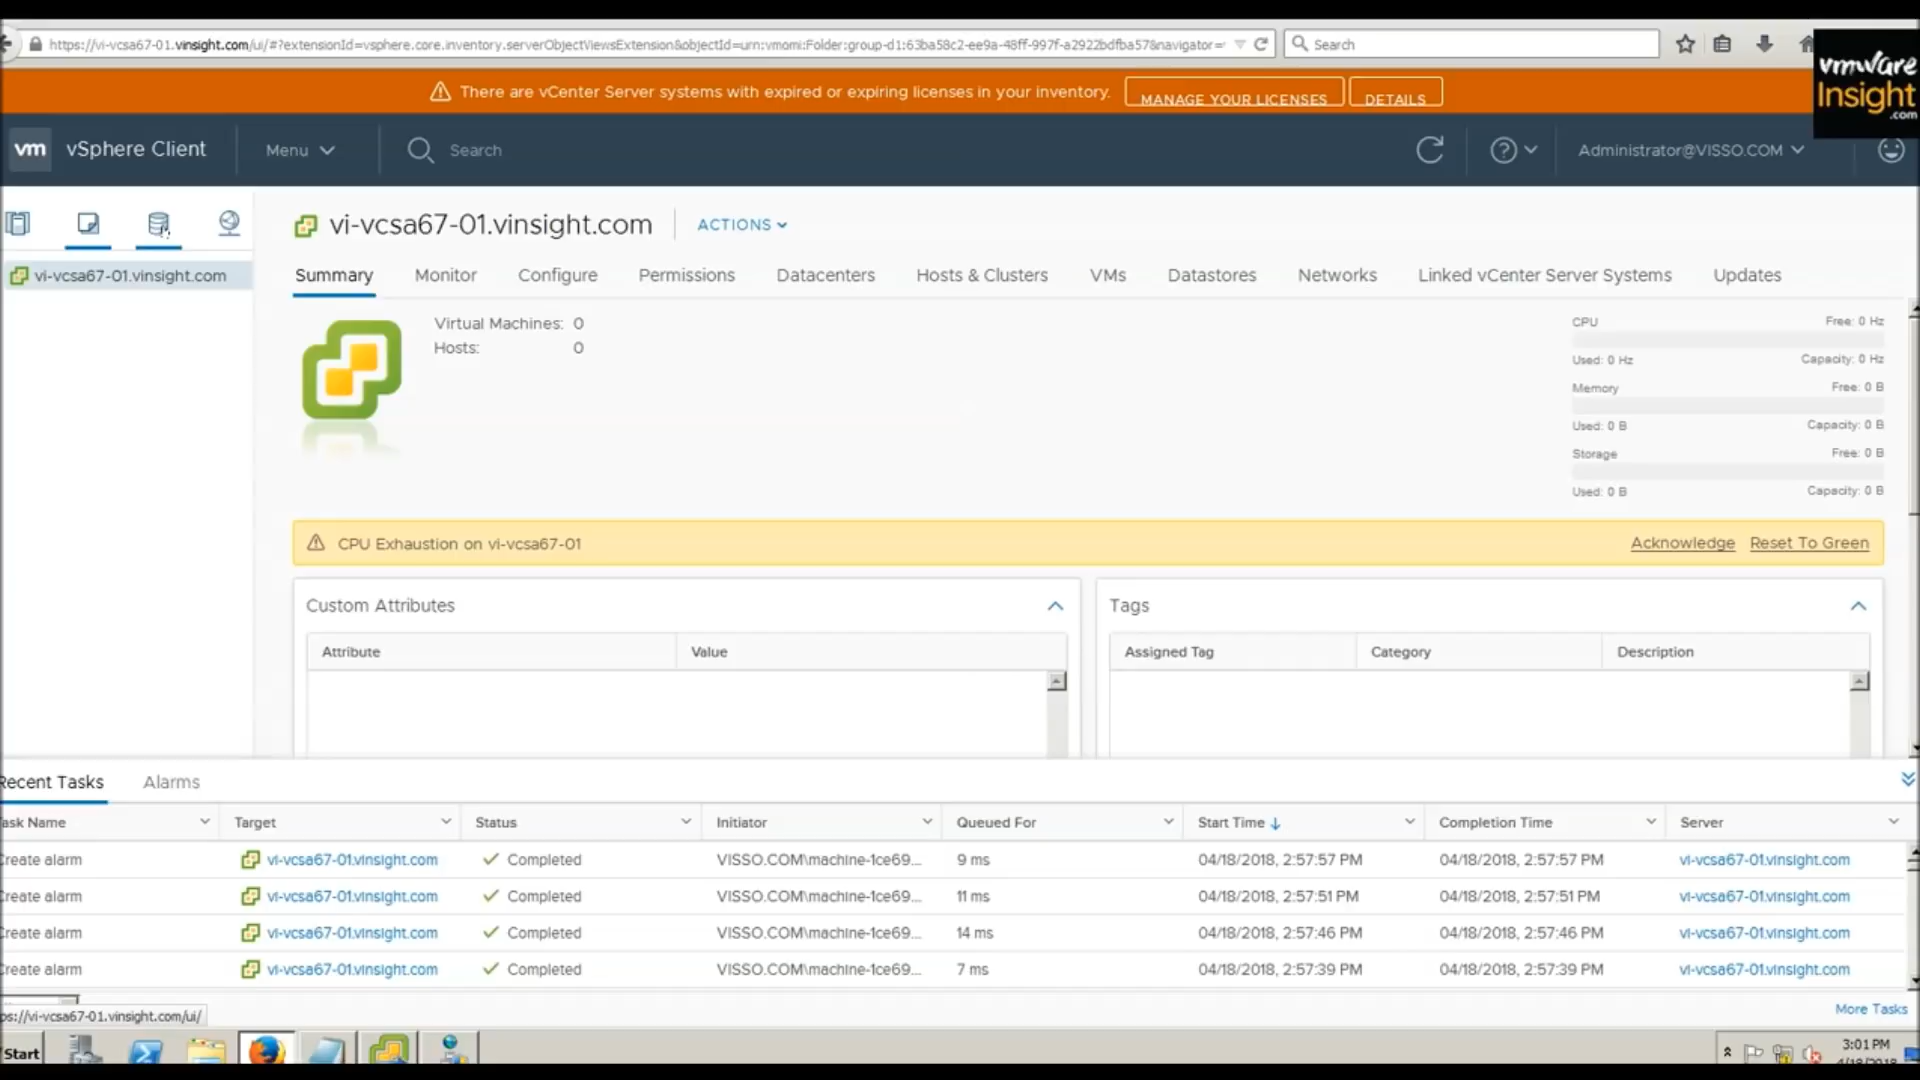 https://vi-vcsa67-01.vinsight.com/ui/#?extensionId=vsphere.core.inventory.serverObjectViewsExtension&objectId=urn:vmomi:Folder:group-d1:63ba58c2-ee9a-48ff-997f-a2922bdfba57&navigator=
Search
vmware
Insight
.com
There are vCenter Server systems with expired or expiring licenses in your inventory.
MANAGE YOUR LICENSES
DETAILS
vm
vSphere Client
Menu
Search
Administrator@VISSO.COM
vi-vcsa67-01.vinsight.com
vi-vcsa67-01.vinsight.com
ACTIONS
Summary Monitor Configure Permissions Datacenters Hosts & Clusters VMs Datastores Networks Linked vCenter Server Systems Updates
Virtual Machines: 0
Hosts: 0
CPU Free: 0 Hz
Used: 0 Hz Capacity: 0 Hz
Memory Free: 0 B
Used: 0 B Capacity: 0 B
Storage Free: 0 B
Used: 0 B Capacity: 0 B
CPU Exhaustion on vi-vcsa67-01 Acknowledge Reset To Green
Custom Attributes
Attribute Value
Tags
Assigned Tag Category Description
Recent Tasks Alarms
ask Name Target Status Initiator Queued For Start Time Completion Time Server
Create alarm vi-vcsa67-01.vinsight.com Completed VISSO.COM\machine-1ce69... 9 ms 04/18/2018, 2:57:57 PM 04/18/2018, 2:57:57 PM vi-vcsa67-01.vinsight.com
Create alarm vi-vcsa67-01.vinsight.com Completed VISSO.COM\machine-1ce69... 11 ms 04/18/2018, 2:57:51 PM 04/18/2018, 2:57:51 PM vi-vcsa67-01.vinsight.com
Create alarm vi-vcsa67-01.vinsight.com Completed VISSO.COM\machine-1ce69... 14 ms 04/18/2018, 2:57:46 PM 04/18/2018, 2:57:46 PM vi-vcsa67-01.vinsight.com
Create alarm vi-vcsa67-01.vinsight.com Completed VISSO.COM\machine-1ce69... 7 ms 04/18/2018, 2:57:39 PM 04/18/2018, 2:57:39 PM vi-vcsa67-01.vinsight.com
More Tasks
ps://vi-vcsa67-01.vinsight.com/ui/
Start
3:01 PM
4/18/2018